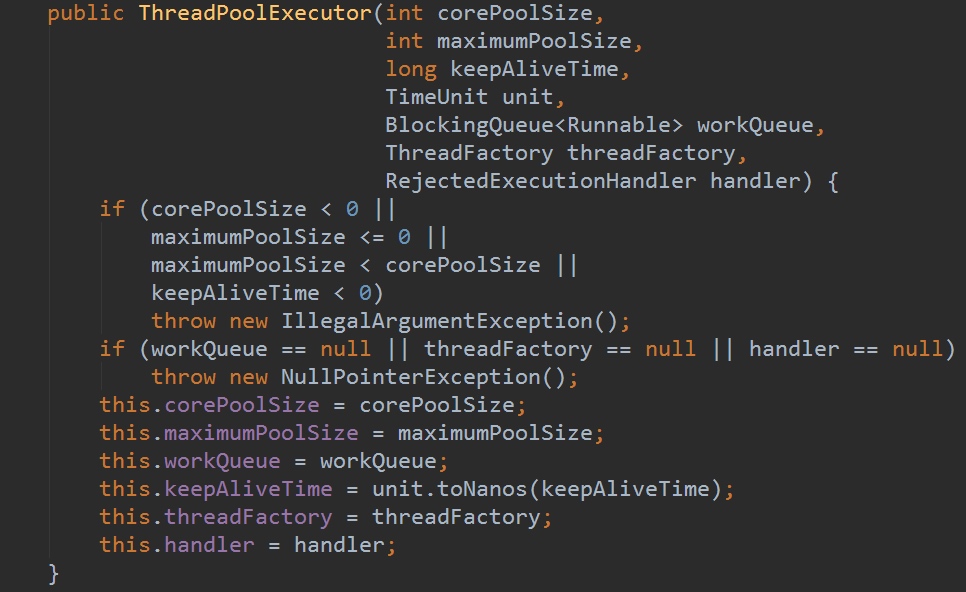 public ThreadPoolExecutor(int corePoolSize,
                          int maximumPoolSize,
                          long keepAliveTime,
                          TimeUnit unit,
                          BlockingQueue<Runnable> workQueue,
                          ThreadFactory threadFactory,
                          RejectedExecutionHandler handler) {
    if (corePoolSize < 0 ||
        maximumPoolSize <= 0 ||
        maximumPoolSize < corePoolSize ||
        keepAliveTime < 0)
        throw new IllegalArgumentException();
    if (workQueue == null || threadFactory == null || handler == null)
        throw new NullPointerException();
    this.corePoolSize = corePoolSize;
    this.maximumPoolSize = maximumPoolSize;
    this.workQueue = workQueue;
    this.keepAliveTime = unit.toNanos(keepAliveTime);
    this.threadFactory = threadFactory;
    this.handler = handler;
}